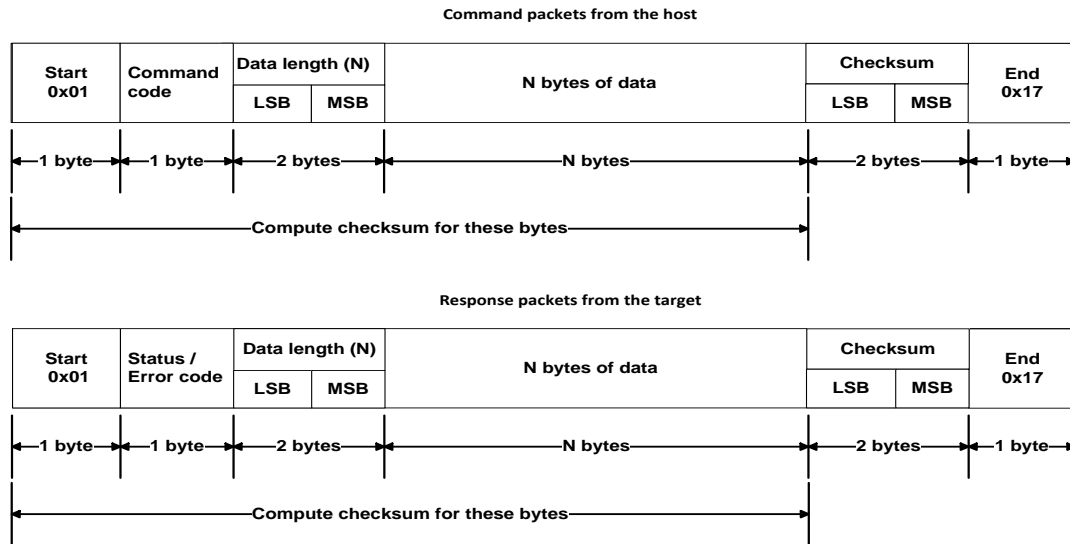 Command packets from the host
Start
0x01
Command
code
Data length (N)
LSB
MSB
N bytes of data
Checksum
LSB
MSB
End
0x17
1 byte
1 byte
2 bytes
N bytes
2 bytes
1 byte
Compute checksum for these bytes
Response packets from the target
Start
0x01
Status /
Error code
Data length (N)
LSB
MSB
N bytes of data
Checksum
LSB
MSB
End
0x17
1 byte
1 byte
2 bytes
N bytes
2 bytes
1 byte
Compute checksum for these bytes